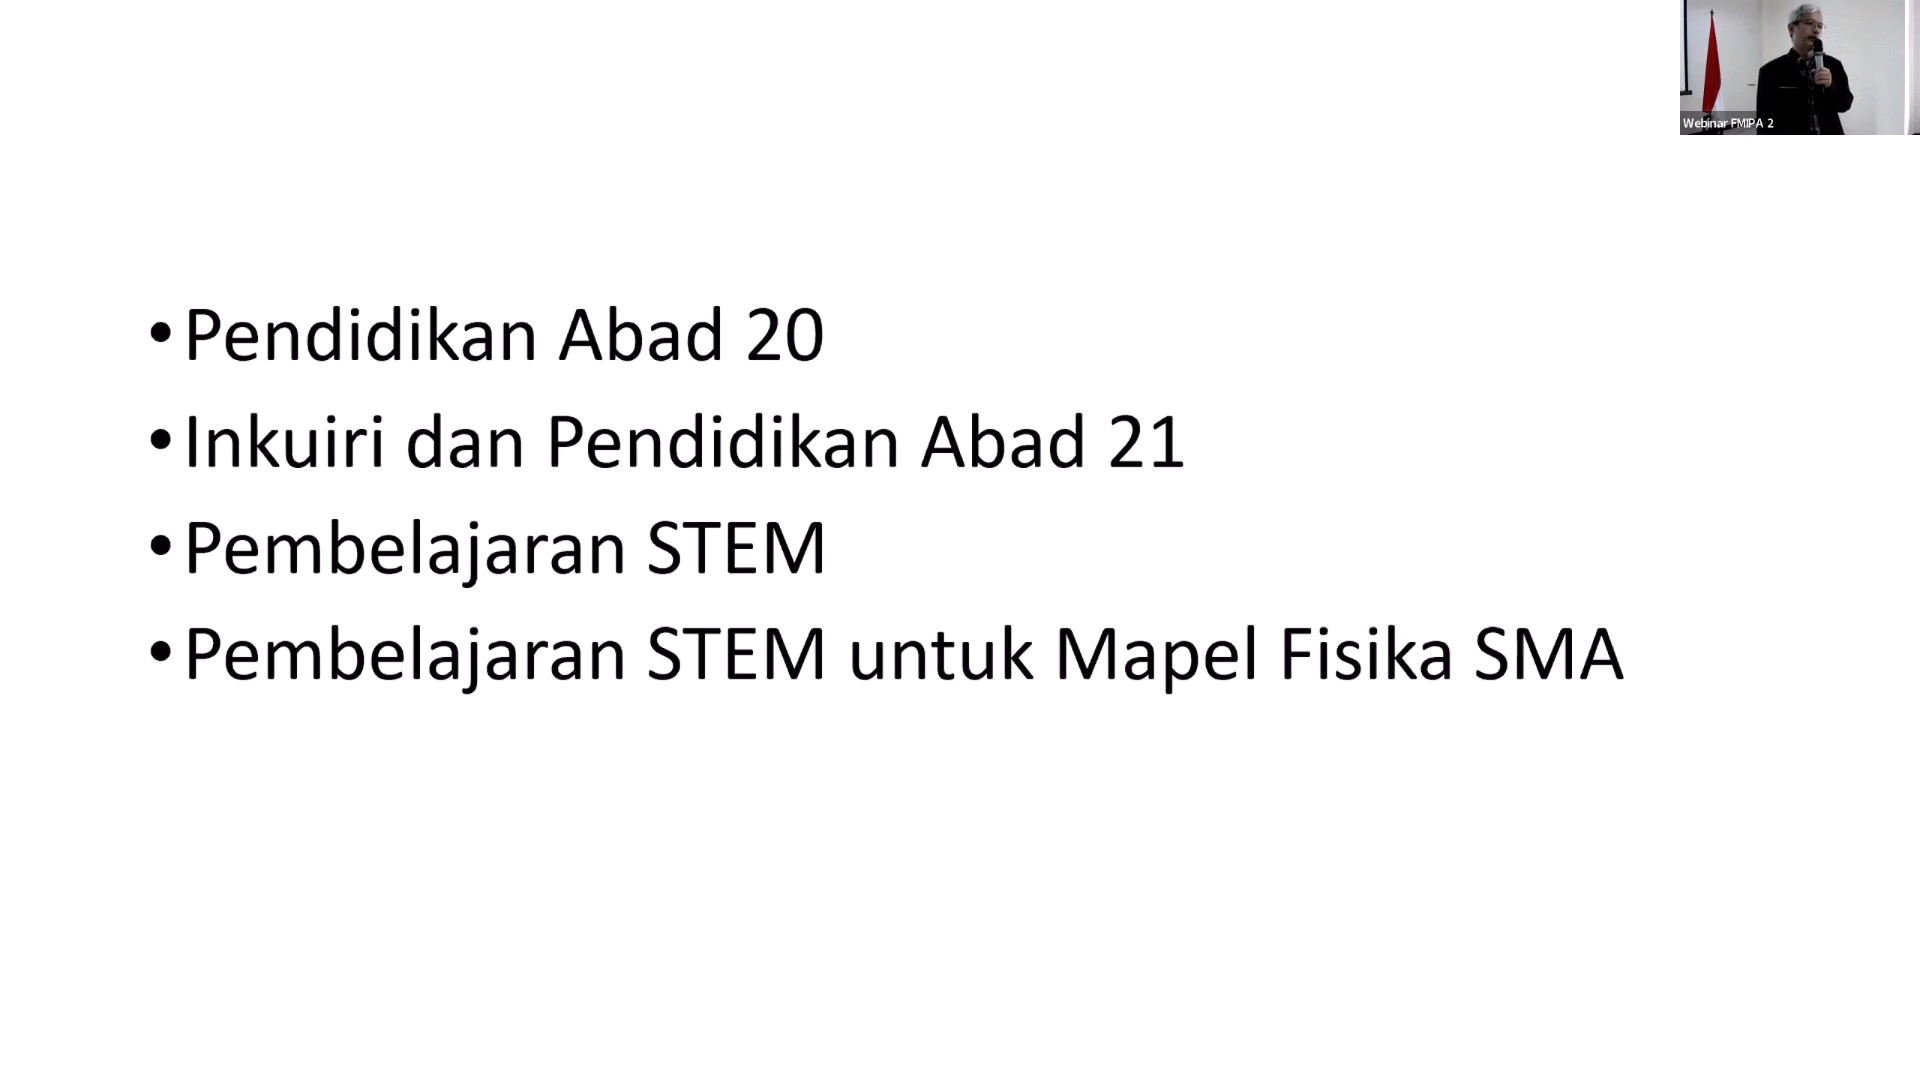 Webinar FMIPA 2
• Pendidikan Abad 20
• Inkuiri dan Pendidikan Abad 21
• Pembelajaran STEM
• Pembelajaran STEM untuk Mapel Fisika SMA